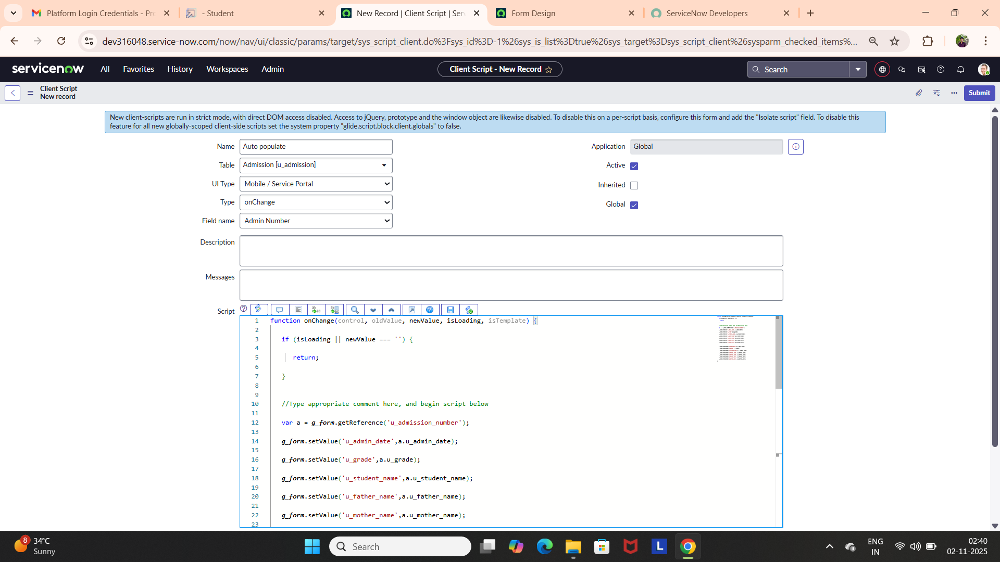 Platform Login Credentials - Pr
- Student
New Record | Client Script | Ser
Form Design
ServiceNow Developers
dev316048.service-now.com/now/nav/ui/classic/params/target/sys_script_client.do%3Fsys_id%3D-1%26sys_is_list%3Dtrue%26sys_target%3Dsys_script_client%26sysparm_checked_items%...
servicenow
All
Favorites
History
Workspaces
Admin
Client Script - New Record
Search
Client Script
New record
Submit
New client-scripts are run in strict mode, with direct DOM access disabled. Access to jQuery, prototype and the window object are likewise disabled. To disable this on a per-script basis, configure this form and add the "Isolate script" field. To disable this
feature for all new globally-scoped client-side scripts set the system property "glide.script.block.client.globals" to false.
Name
Auto populate
Application
Global
Table
Admission [u_admission]
Active
UI Type
Mobile / Service Portal
Inherited
Type
onChange
Global
Field name
Admin Number
Description
Messages
Script
1 function onChange(control, oldValue, newValue, isLoading, isTemplate) {
2
3 if (isLoading || newValue === '') {
4
5 return;
6
7 }
8
9
10 //Type appropriate comment here, and begin script below
11
12 var a = g_form.getReference('u_admission_number');
13
14 g_form.setValue('u_admin_date',a.u_admin_date);
15
16 g_form.setValue('u_grade',a.u_grade);
17
18 g_form.setValue('u_student_name',a.u_student_name);
19
20 g_form.setValue('u_father_name',a.u_father_name);
21
22 g_form.setValue('u_mother_name',a.u_mother_name);
23
8
34°C
Sunny
Search
L
ENG
IN
02:40
02-11-2025